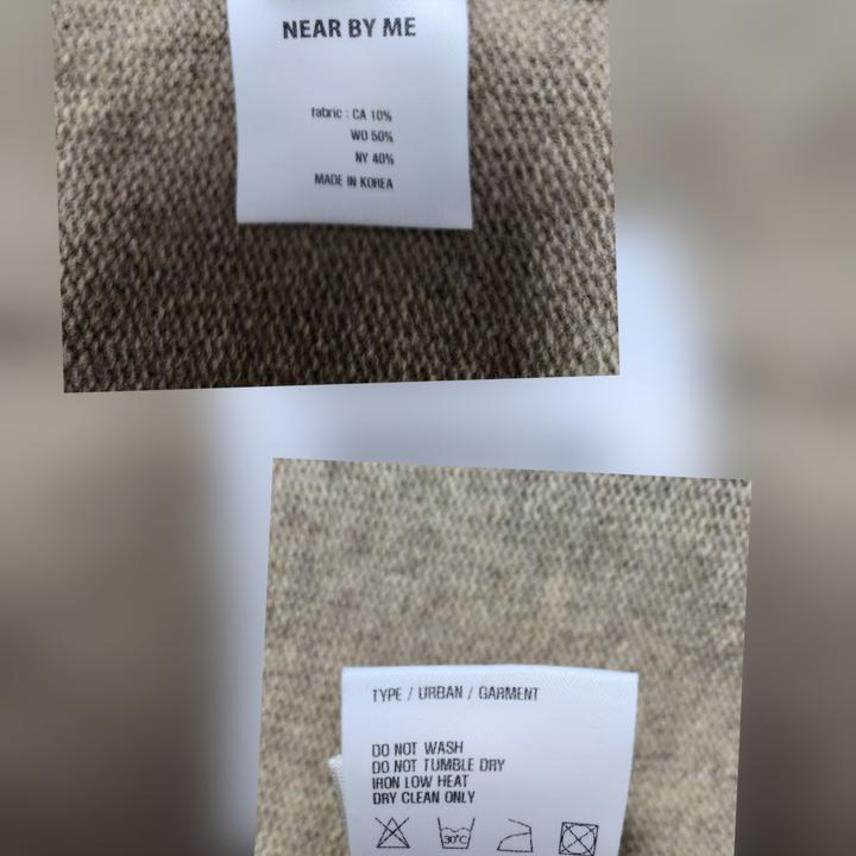 NEAR BY ME
fabric : CA 10%
WO 50%
NY 40%
MADE IN KOREA
TYPE / URBAN / GARMENT
DO NOT WASH
DO NOT TUMBLE DRY
IRON LOW HEAT
DRY CLEAN ONLY
30°C